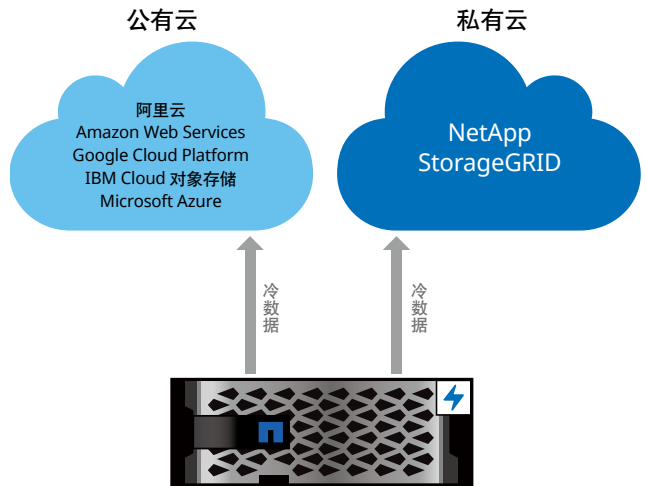 公有云
私有云
阿里云
Amazon Web Services
Google Cloud Platform
IBM Cloud 对象存储
Microsoft Azure
NetApp
StorageGRID
冷数据
冷数据